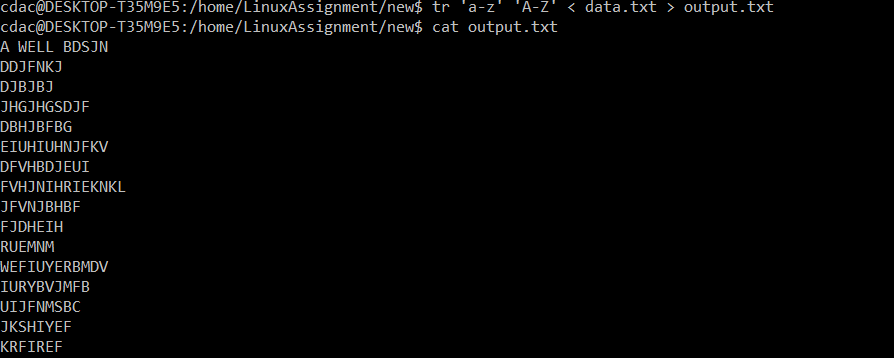 cdac@DESKTOP-T35M9E5:/home/LinuxAssignment/new$ tr 'a-z' 'A-Z' < data.txt > output.txt
cdac@DESKTOP-T35M9E5:/home/LinuxAssignment/new$ cat output.txt
A WELL BDSJN
DDJFNKJ
DJBJBJ
JHGJHGSDJF
DBHJBFBG
EIUHIUHNJFKV
DFVHBDJEUI
FVHJNIHRIEKNKL
JFVNJBHBF
FJDHEIH
RUEMNM
WEFIUYERBMDV
IURYBVJMFB
UIJFNMSBC
JKSHIYEF
KRFIREF